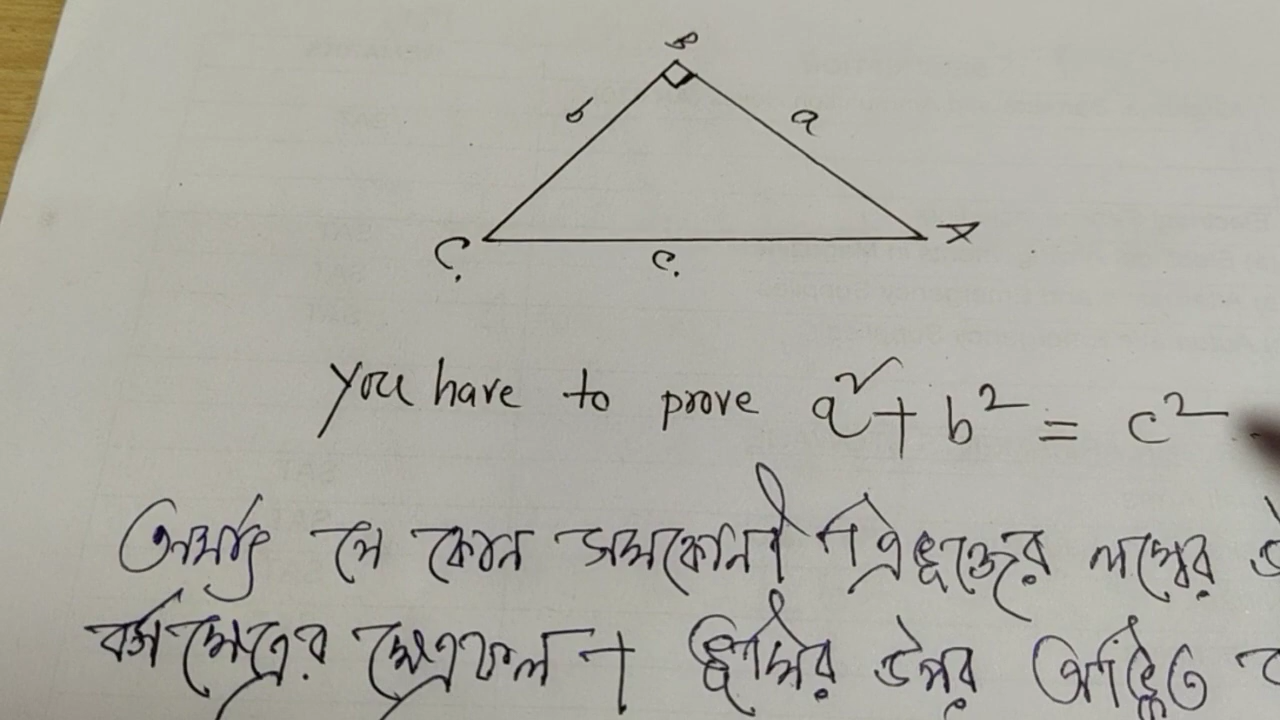 B
b
a
C
A
c
You have to prove a² + b² = c²
অর্থাৎ যে কোন সমকোনী ত্রিভূজের লম্বের
বর্গক্ষেত্রের ক্ষেত্রফল + ভূমির উপর অঙ্কিত